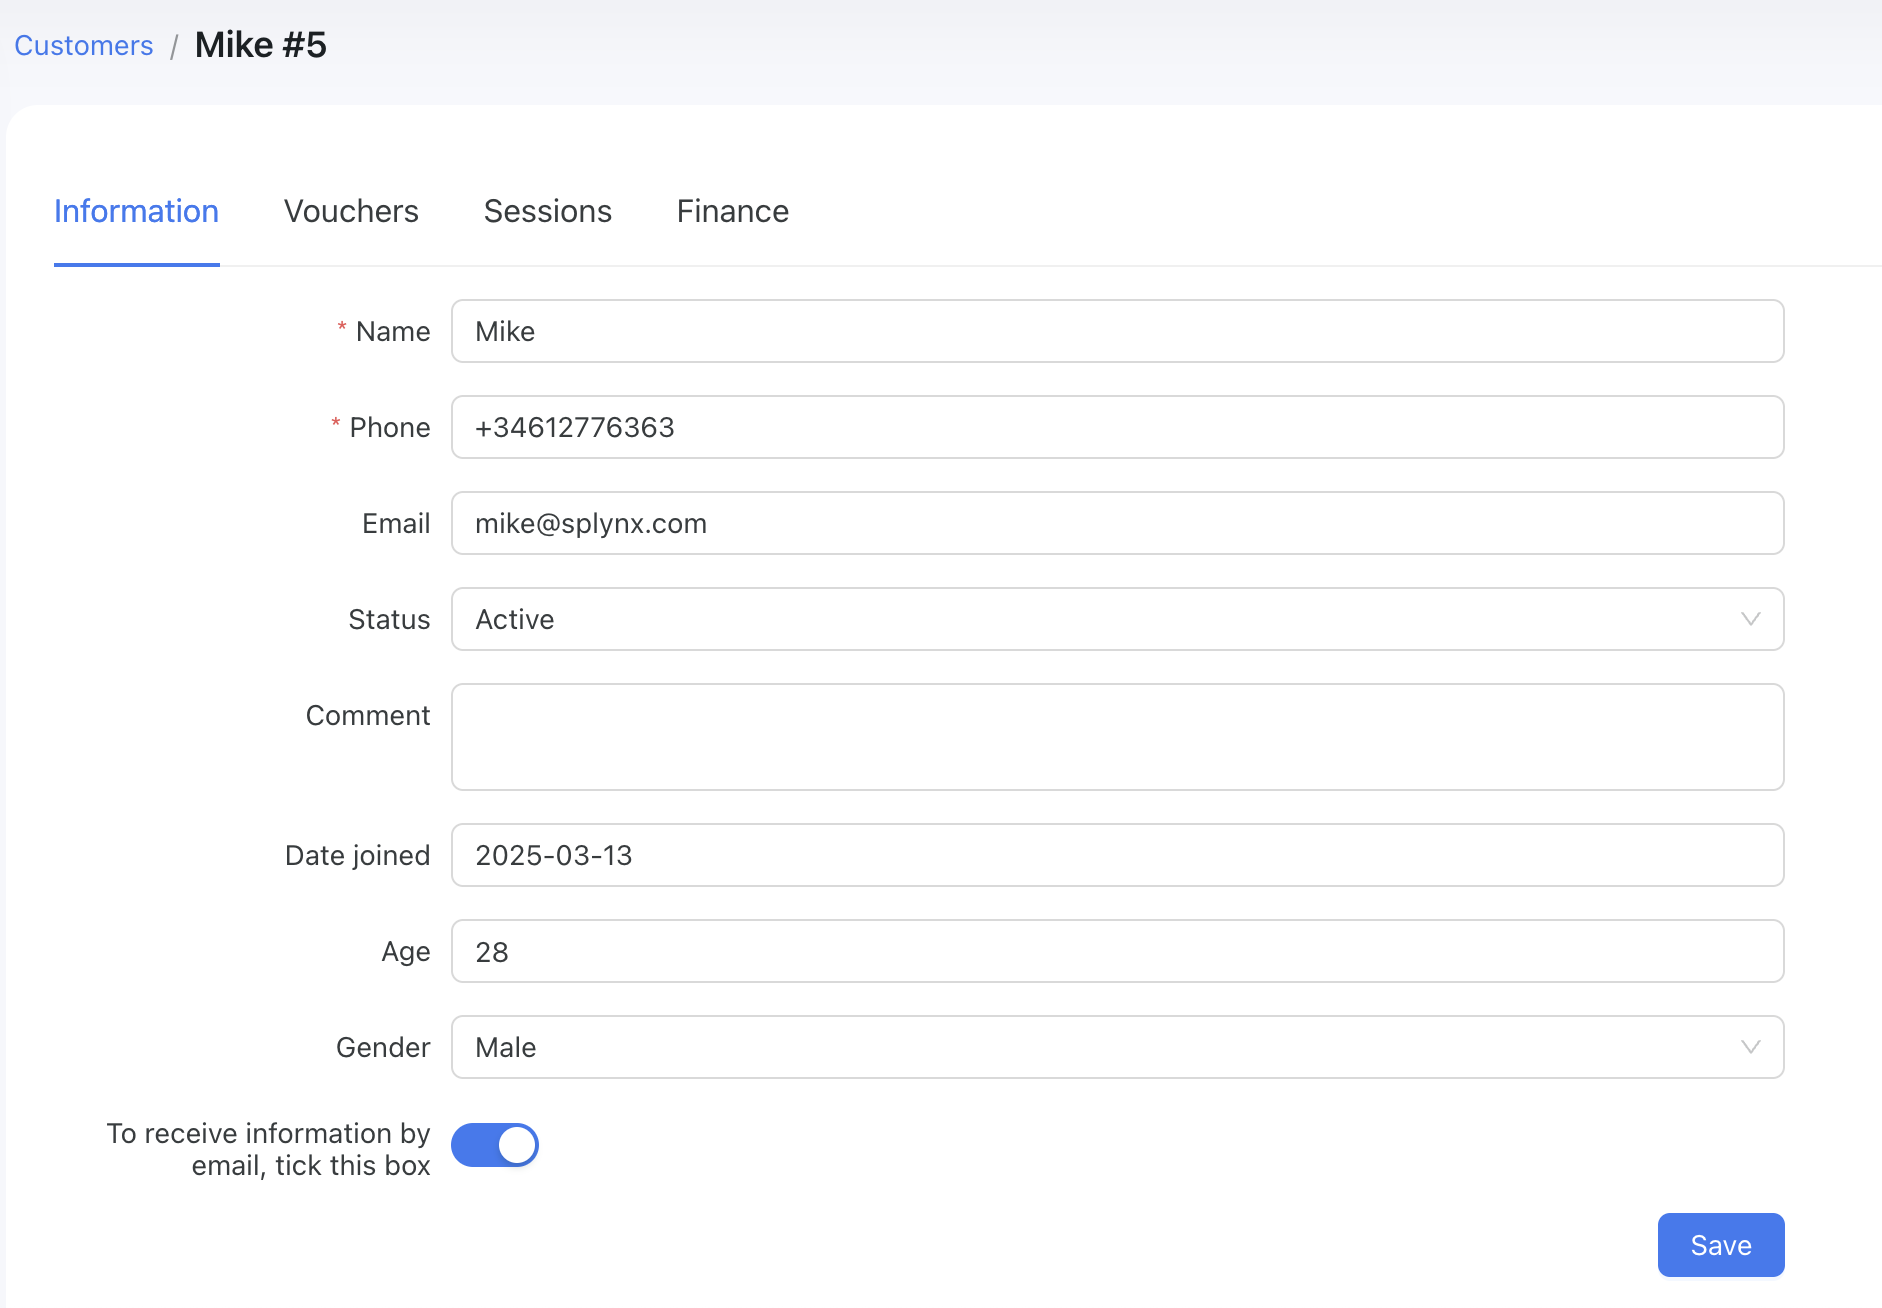 Customers / Mike #5
Information Vouchers Sessions Finance
* Name Mike
* Phone +34612776363
Email mike@splynx.com
Status Active
Comment
Date joined 2025-03-13
Age 28
Gender Male
To receive information by
email, tick this box
Save